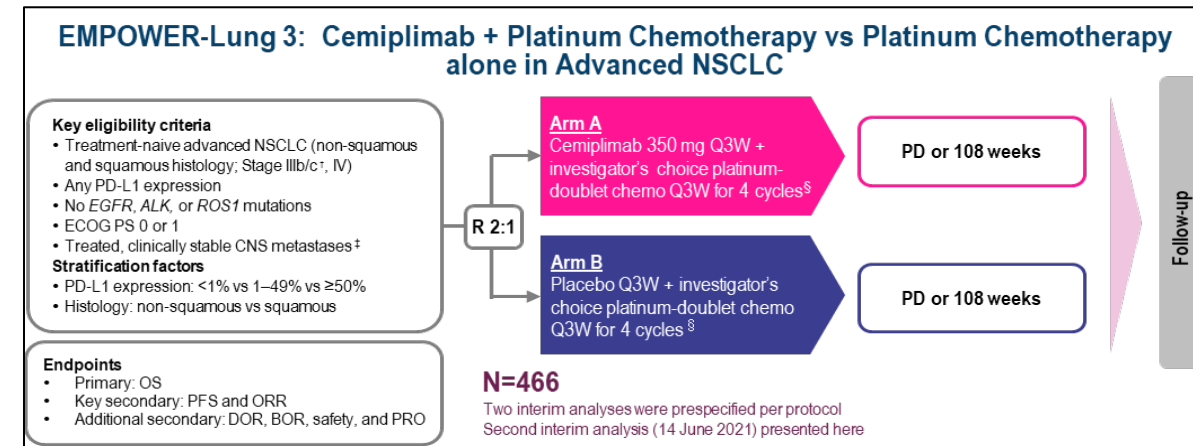 EMPOWER-Lung 3: Cemiplimab + Platinum Chemotherapy vs Platinum Chemotherapy
alone in Advanced NSCLC
Key eligibility criteria
• Treatment-naive advanced NSCLC (non-squamous
and squamous histology; Stage IIIb/c†, IV)
• Any PD-L1 expression
• No EGFR, ALK, or ROS1 mutations
• ECOG PS 0 or 1
• Treated, clinically stable CNS metastases‡
Stratification factors
• PD-L1 expression: <1% vs 1–49% vs ≥50%
• Histology: non-squamous vs squamous
Endpoints
• Primary: OS
• Key secondary: PFS and ORR
• Additional secondary: DOR, BOR, safety, and PRO
R 2:1
Arm A
Cemiplimab 350 mg Q3W +
investigator's choice platinum-
doublet chemo Q3W for 4 cycles§
PD or 108 weeks
Arm B
Placebo Q3W + investigator's
choice platinum-doublet chemo
Q3W for 4 cycles §
PD or 108 weeks
Follow-up
N=466
Two interim analyses were prespecified per protocol
Second interim analysis (14 June 2021) presented here